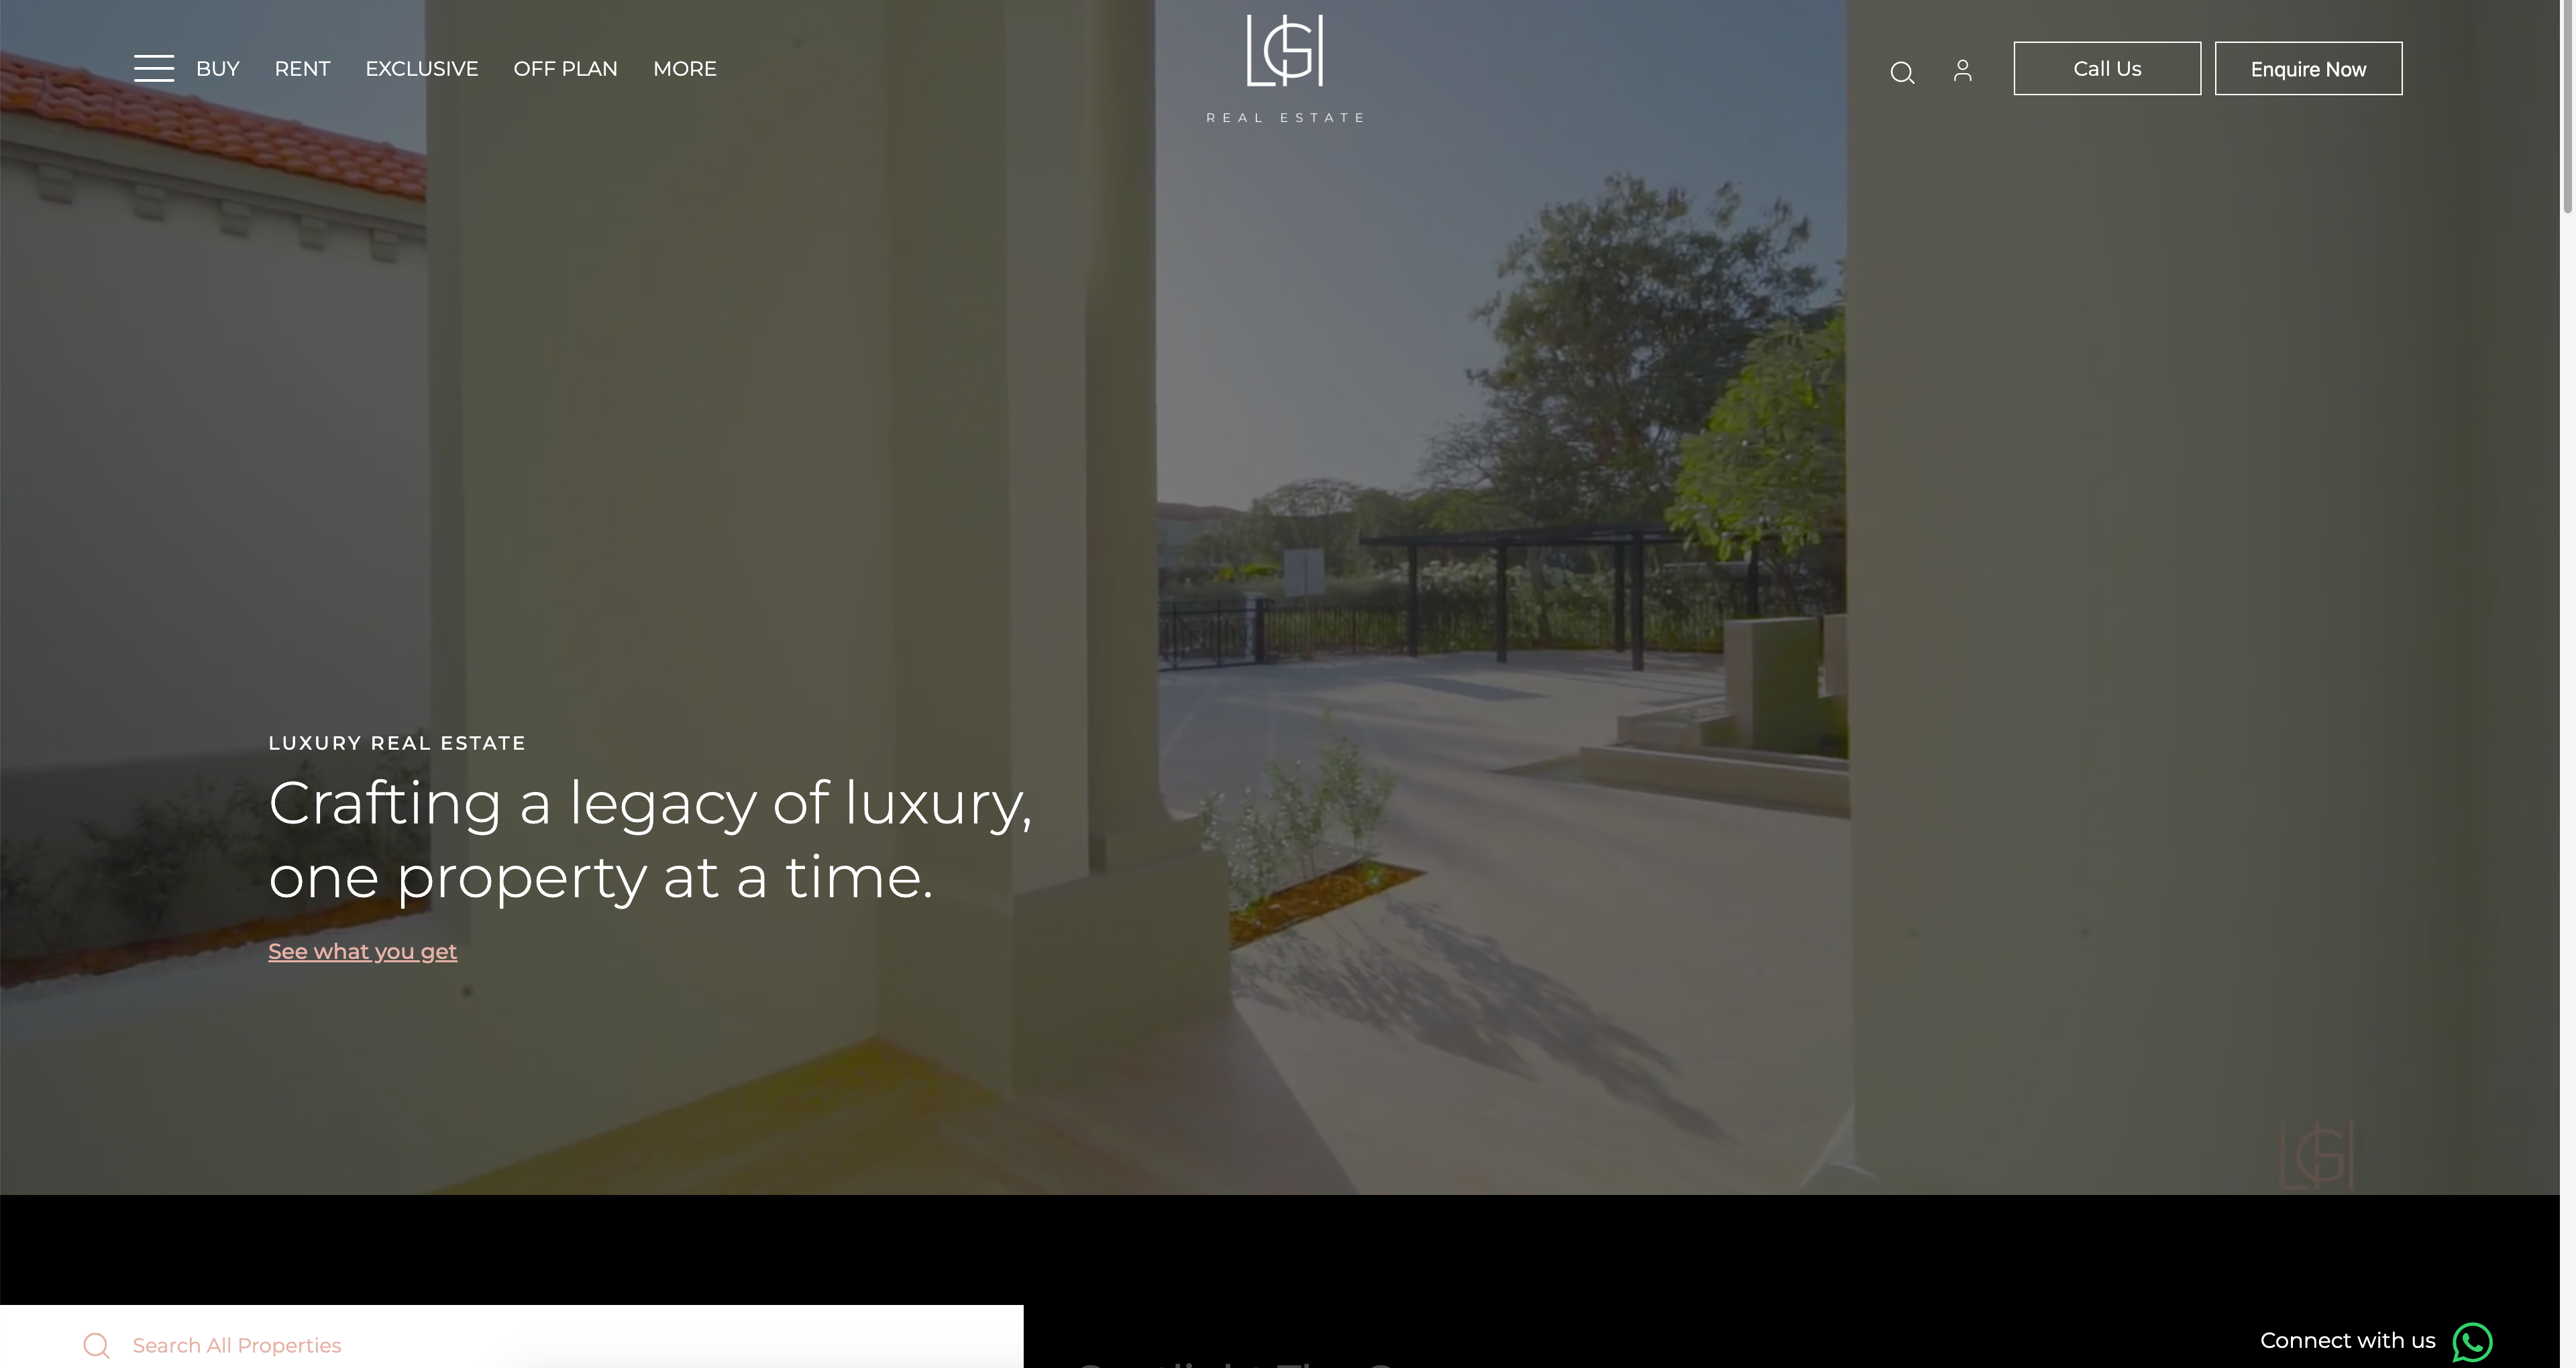 BUY RENT EXCLUSIVE OFF PLAN MORE
LGH
REAL ESTATE
Call Us
Enquire Now
LUXURY REAL ESTATE
Crafting a legacy of luxury,
one property at a time.
See what you get
Search All Properties
Connect with us